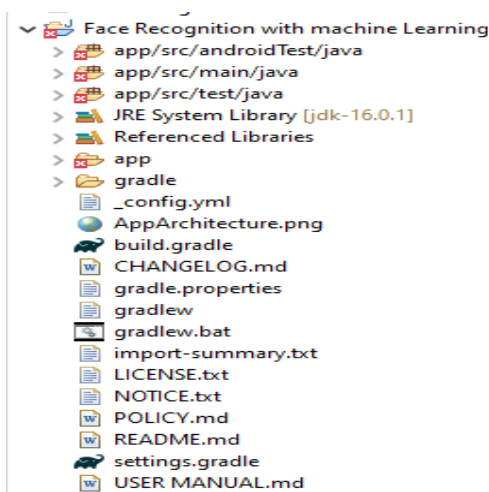 Face Recognition with machine Learning
app/src/androidTest/java
app/src/main/java
app/src/test/java
JRE System Library [jdk-16.0.1]
Referenced Libraries
app
gradle
_config.yml
AppArchitecture.png
build.gradle
CHANGELOG.md
gradle.properties
gradlew
gradlew.bat
import-summary.txt
LICENSE.txt
NOTICE.txt
POLICY.md
README.md
settings.gradle
USER MANUAL.md